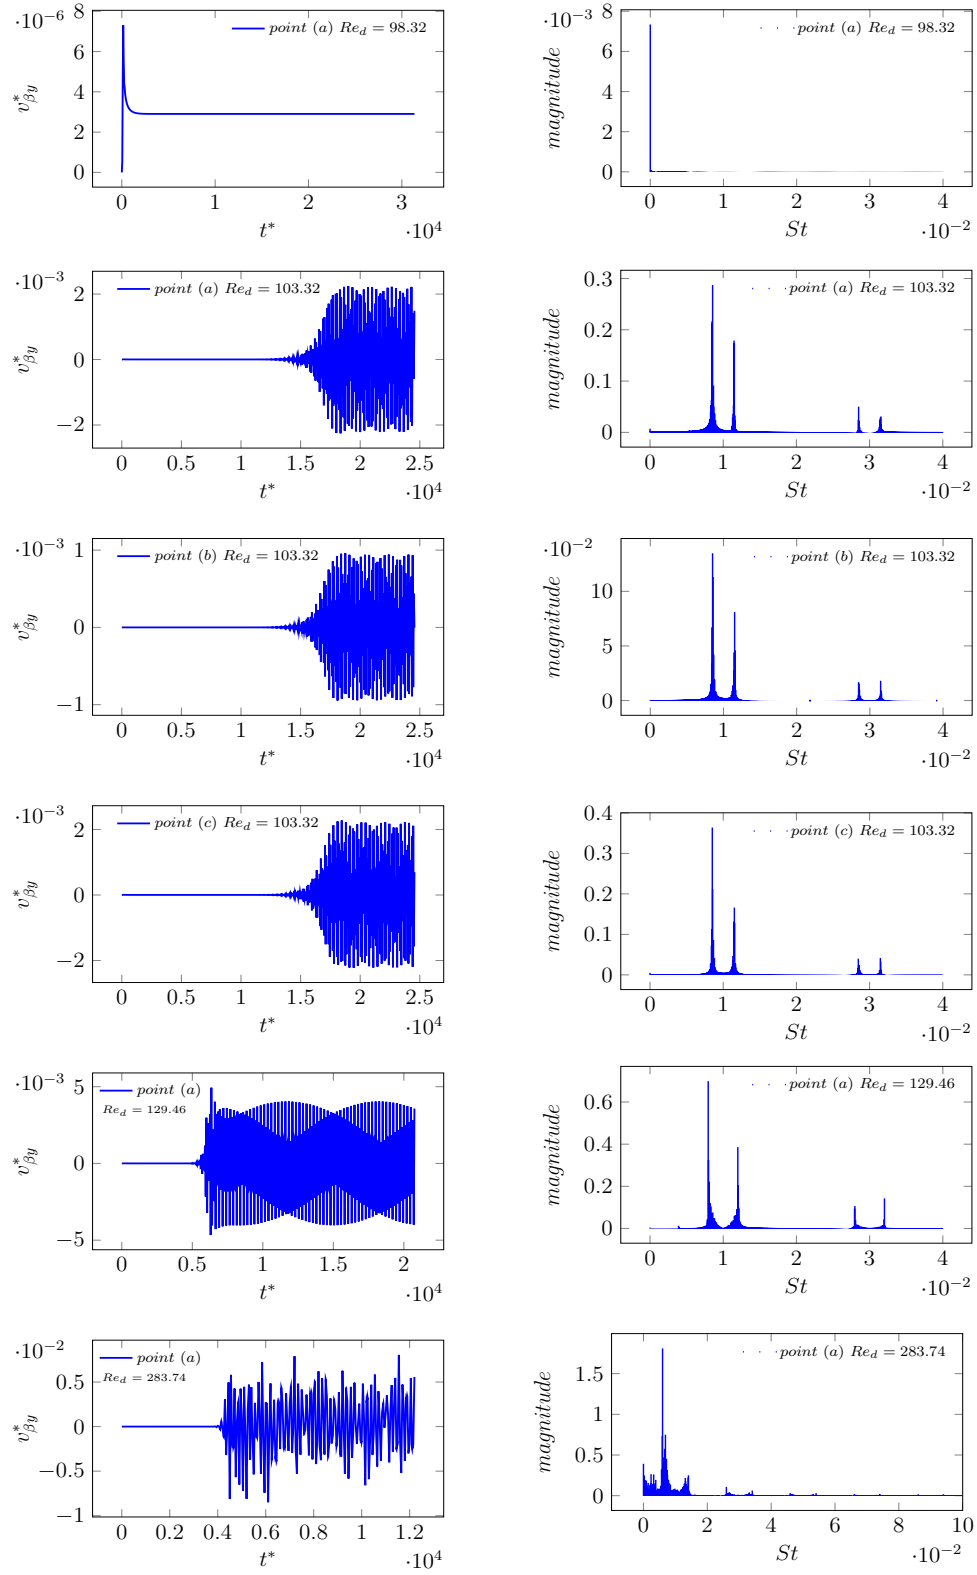 ·10⁻⁶
8
6
4
2
0
v*βy
point (a) Re_d = 98.32
0 1 2 3
·10⁴
t*
·10⁻³
8
6
4
2
0
magnitude
point (a) Re_d = 98.32
0 1 2 3 4
·10⁻²
St
·10⁻³
2
0
−2
v*βy
point (a) Re_d = 103.32
0 0.5 1 1.5 2 2.5
·10⁴
t*
0.3
0.2
0.1
0
magnitude
point (a) Re_d = 103.32
0 1 2 3 4
·10⁻²
St
·10⁻³
1
0
−1
v*βy
point (b) Re_d = 103.32
0 0.5 1 1.5 2 2.5
·10⁴
t*
·10⁻²
10
5
0
magnitude
point (b) Re_d = 103.32
0 1 2 3 4
·10⁻²
St
·10⁻³
2
0
−2
v*βy
point (c) Re_d = 103.32
0 0.5 1 1.5 2 2.5
·10⁴
t*
0.4
0.3
0.2
0.1
0
magnitude
point (c) Re_d = 103.32
0 1 2 3 4
·10⁻²
St
·10⁻³
5
0
−5
v*βy
point (a)
Re_d = 129.46
0 0.5 1 1.5 2
·10⁴
t*
0.6
0.4
0.2
0
magnitude
point (a) Re_d = 129.46
0 1 2 3 4
·10⁻²
St
·10⁻²
0.5
0
−0.5
−1
v*βy
point (a)
Re_d = 283.74
0 0.2 0.4 0.6 0.8 1 1.2
·10⁴
t*
1.5
1
0.5
0
magnitude
point (a) Re_d = 283.74
0 2 4 6 8 10
·10⁻²
St